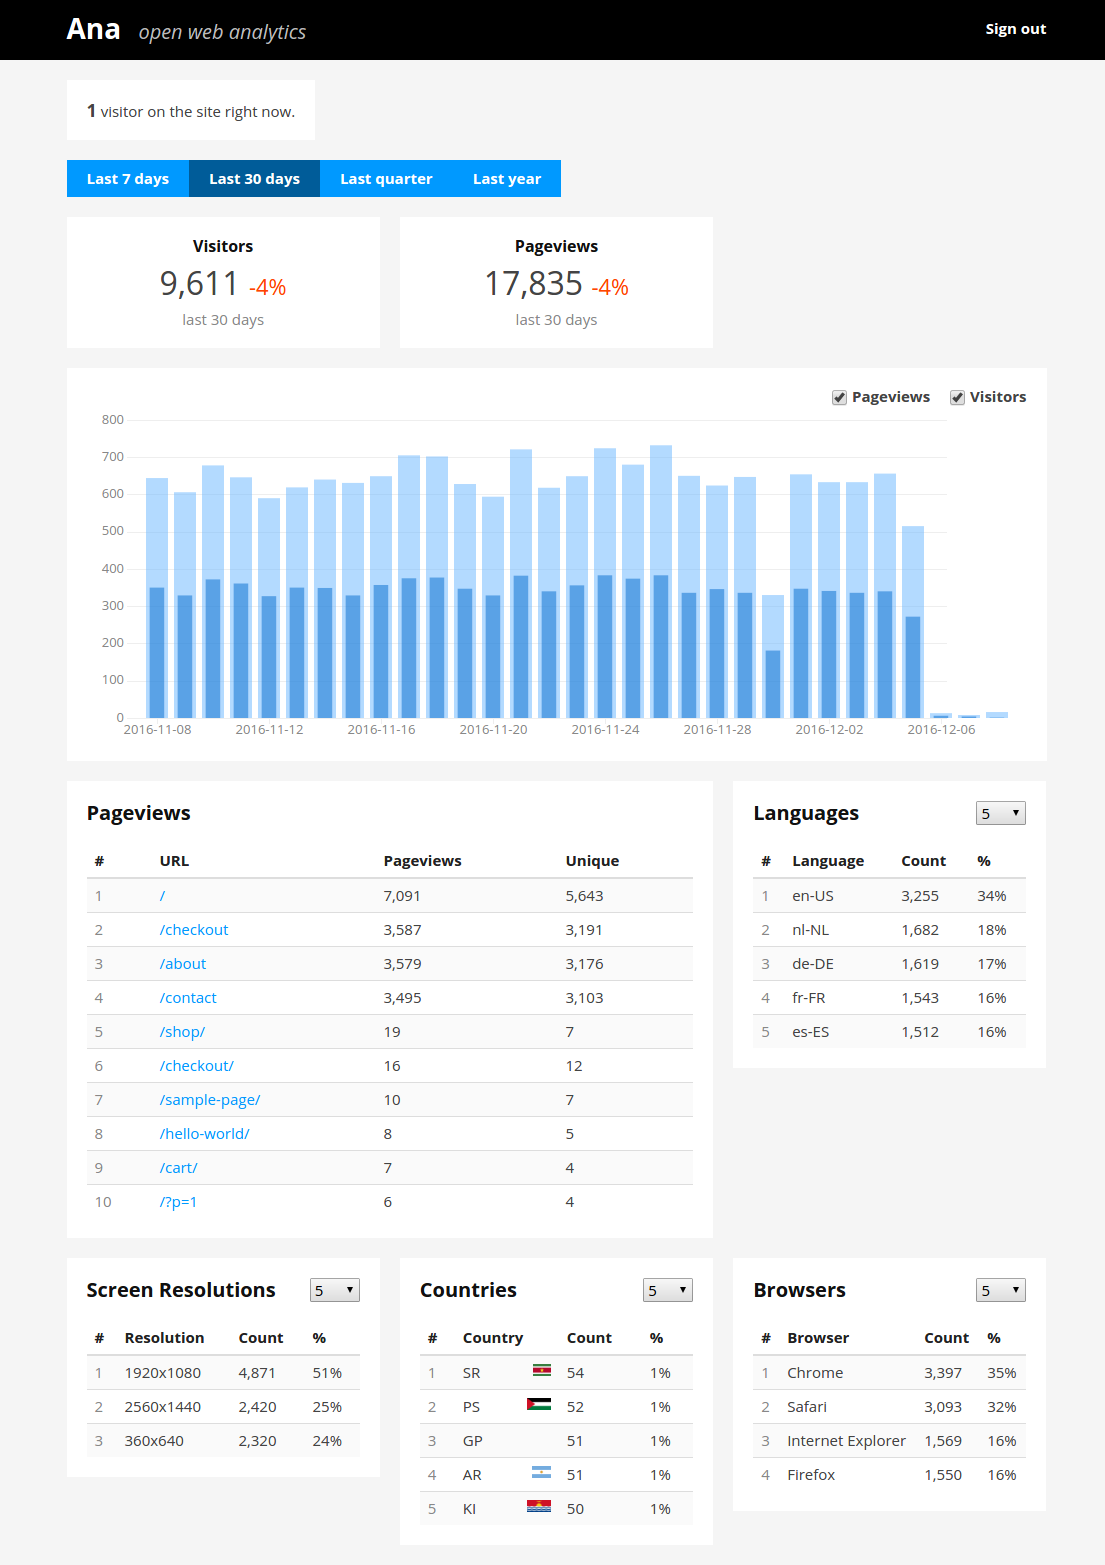 Ana open web analytics Sign out
1 visitor on the site right now.
Last 7 days Last 30 days Last quarter Last year
Visitors
9,611 -4%
last 30 days
Pageviews
17,835 -4%
last 30 days
Pageviews Visitors
800
700
600
500
400
300
200
100
0
2016-11-08 2016-11-12 2016-11-16 2016-11-20 2016-11-24 2016-11-28 2016-12-02 2016-12-06
Pageviews
# URL Pageviews Unique
1 / 7,091 5,643
2 /checkout 3,587 3,191
3 /about 3,579 3,176
4 /contact 3,495 3,103
5 /shop/ 19 7
6 /checkout/ 16 12
7 /sample-page/ 10 7
8 /hello-world/ 8 5
9 /cart/ 7 4
10 /?p=1 6 4
Languages 5
# Language Count %
1 en-US 3,255 34%
2 nl-NL 1,682 18%
3 de-DE 1,619 17%
4 fr-FR 1,543 16%
5 es-ES 1,512 16%
Screen Resolutions 5
# Resolution Count %
1 1920x1080 4,871 51%
2 2560x1440 2,420 25%
3 360x640 2,320 24%
Countries 5
# Country Count %
1 SR 54 1%
2 PS 52 1%
3 GP 51 1%
4 AR 51 1%
5 KI 50 1%
Browsers 5
# Browser Count %
1 Chrome 3,397 35%
2 Safari 3,093 32%
3 Internet Explorer 1,569 16%
4 Firefox 1,550 16%